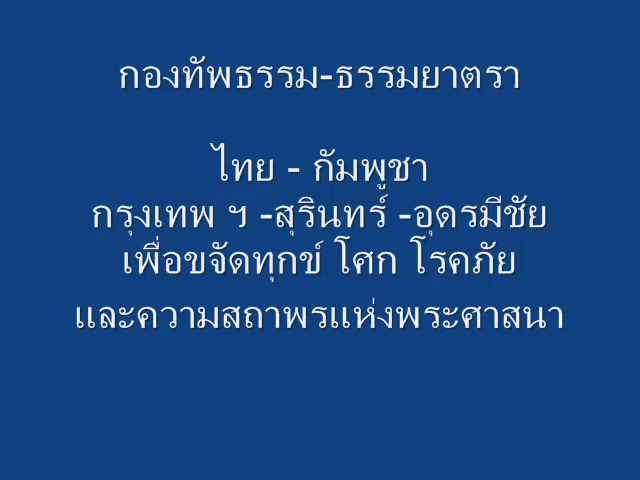 กองทัพธรรม-ธรรมยาตรา
ไทย - กัมพูชา
กรุงเทพ ฯ -สุรินทร์ -อุดรมีชัย
เพื่อขจัดทุกข์ โศก โรคภัย
และความสถาพรแห่งพระศาสนา